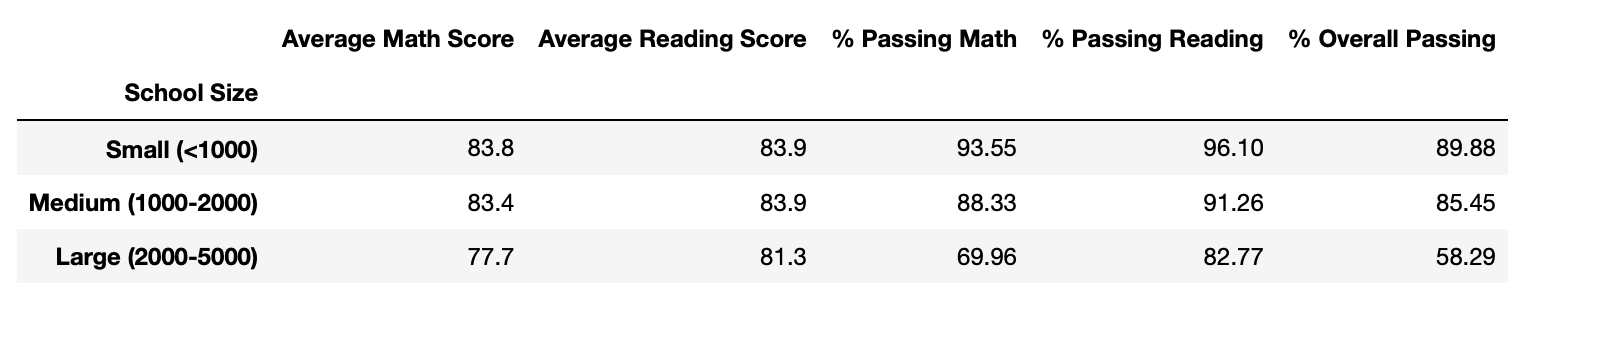 Average Math Score Average Reading Score % Passing Math % Passing Reading % Overall Passing
School Size
Small (<1000) 83.8 83.9 93.55 96.10 89.88
Medium (1000-2000) 83.4 83.9 88.33 91.26 85.45
Large (2000-5000) 77.7 81.3 69.96 82.77 58.29